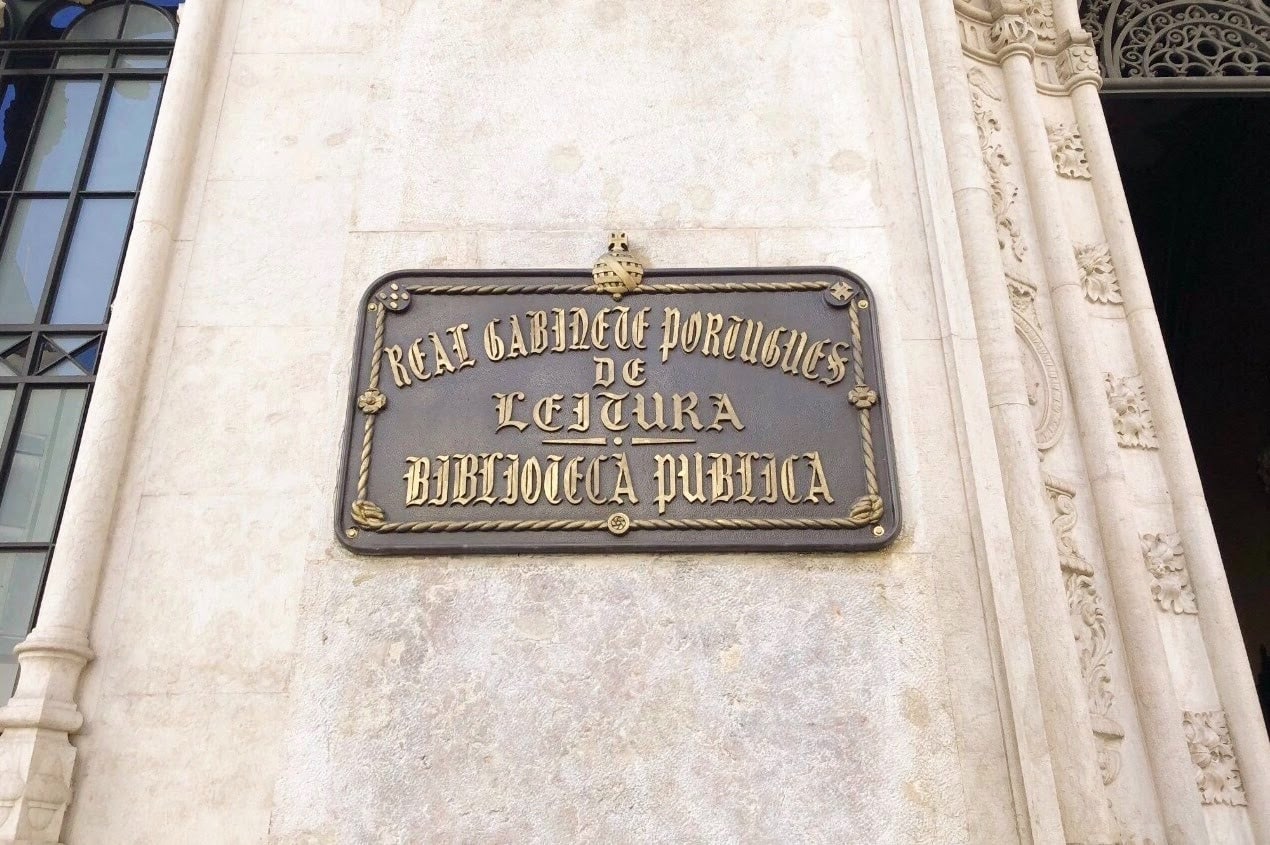 REAL GABINETE PORTUGUES
DE
LEITURA
BIBLIOTECA PUBLICA